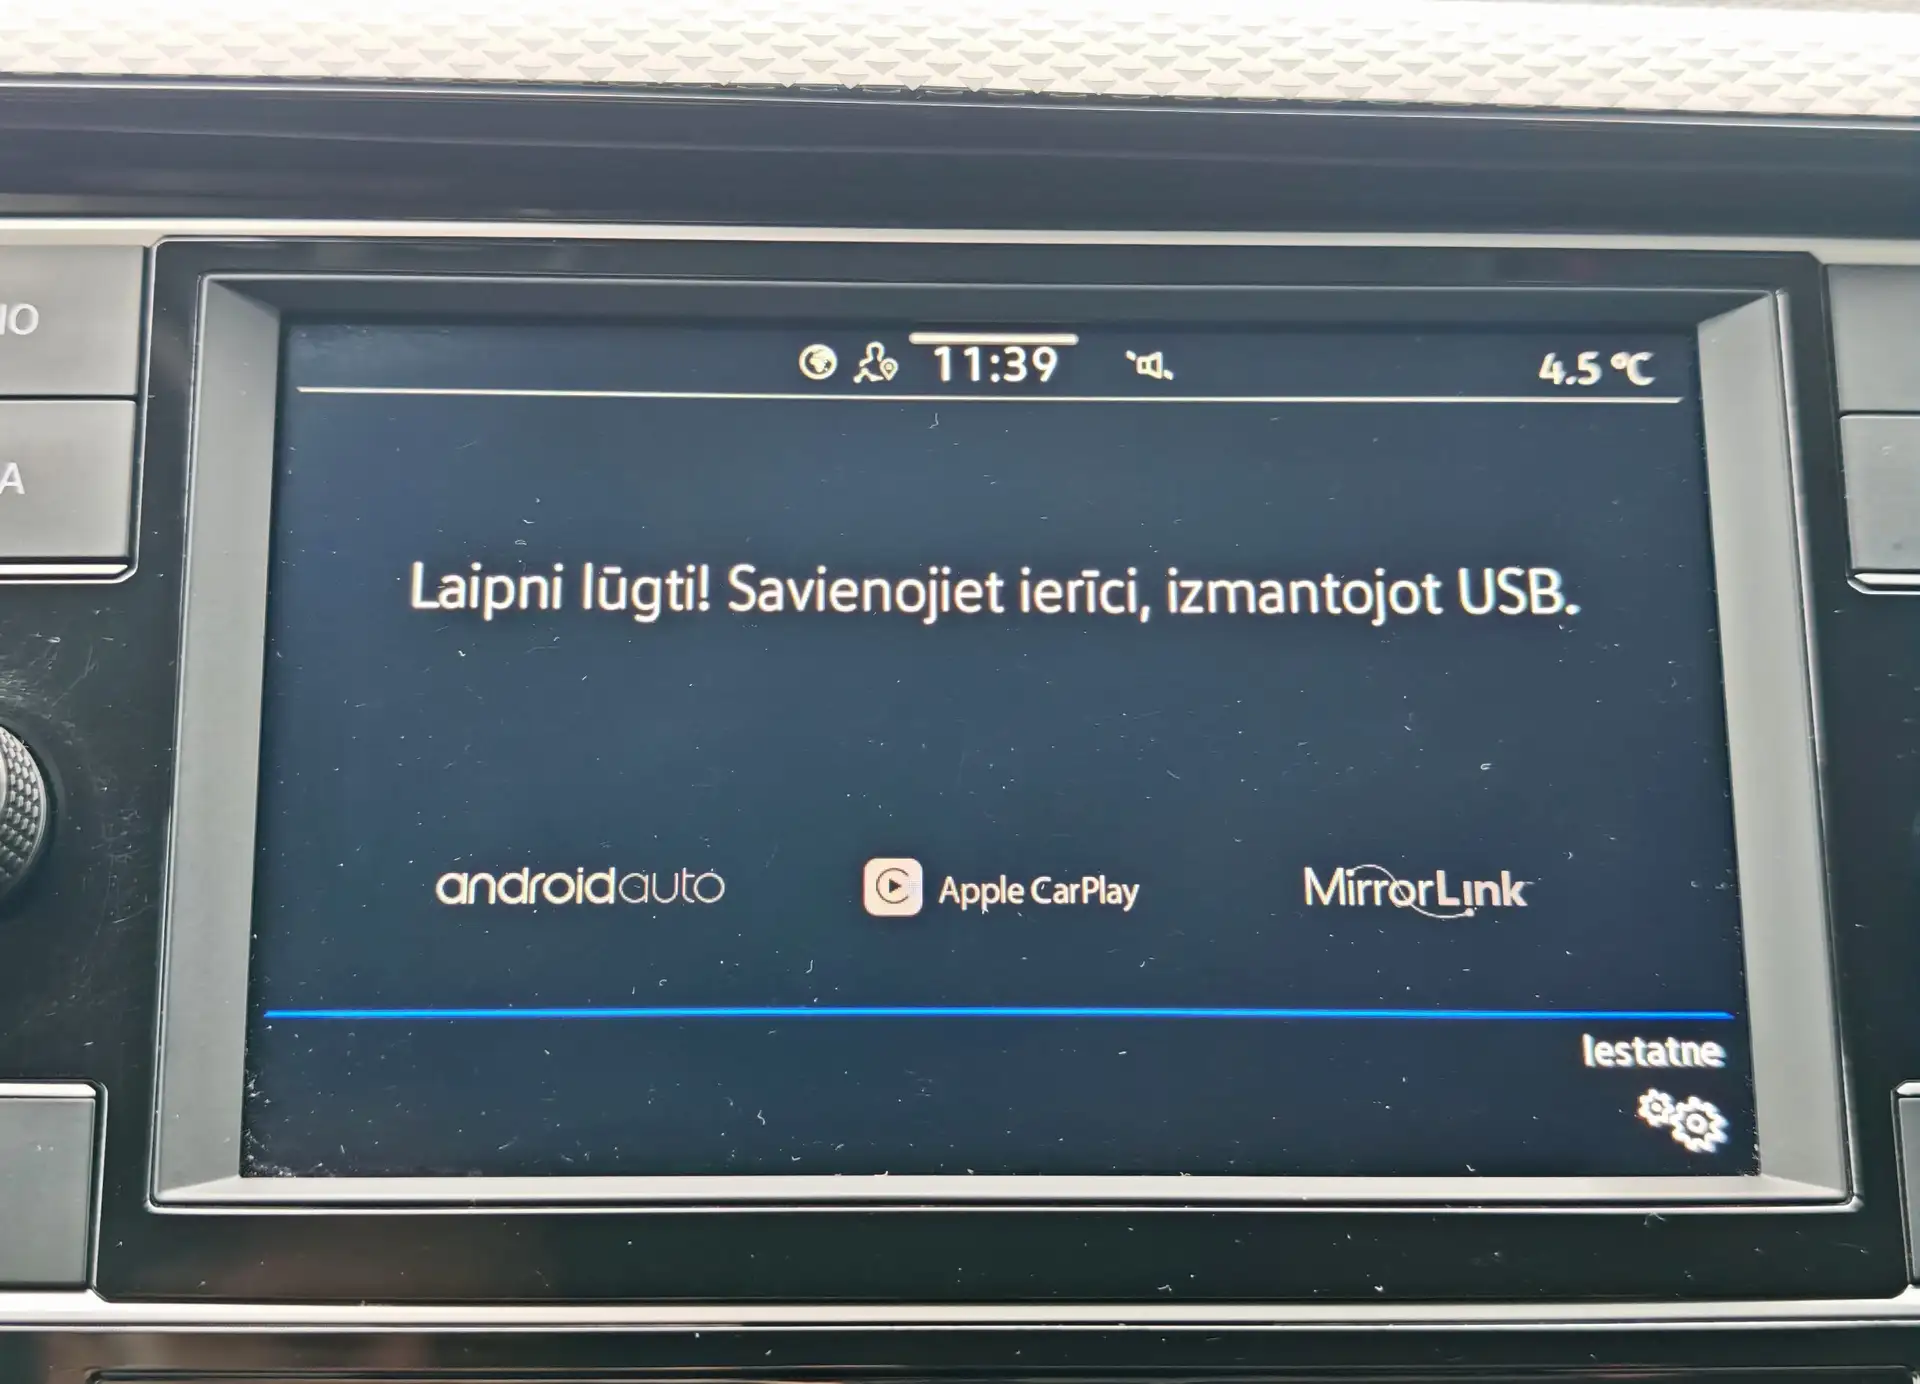 11:39
4.5 °C
Laipni lūgti! Savienojiet ierīci, izmantojot USB.
androidauto
Apple CarPlay
MirrorLink
Iestatne